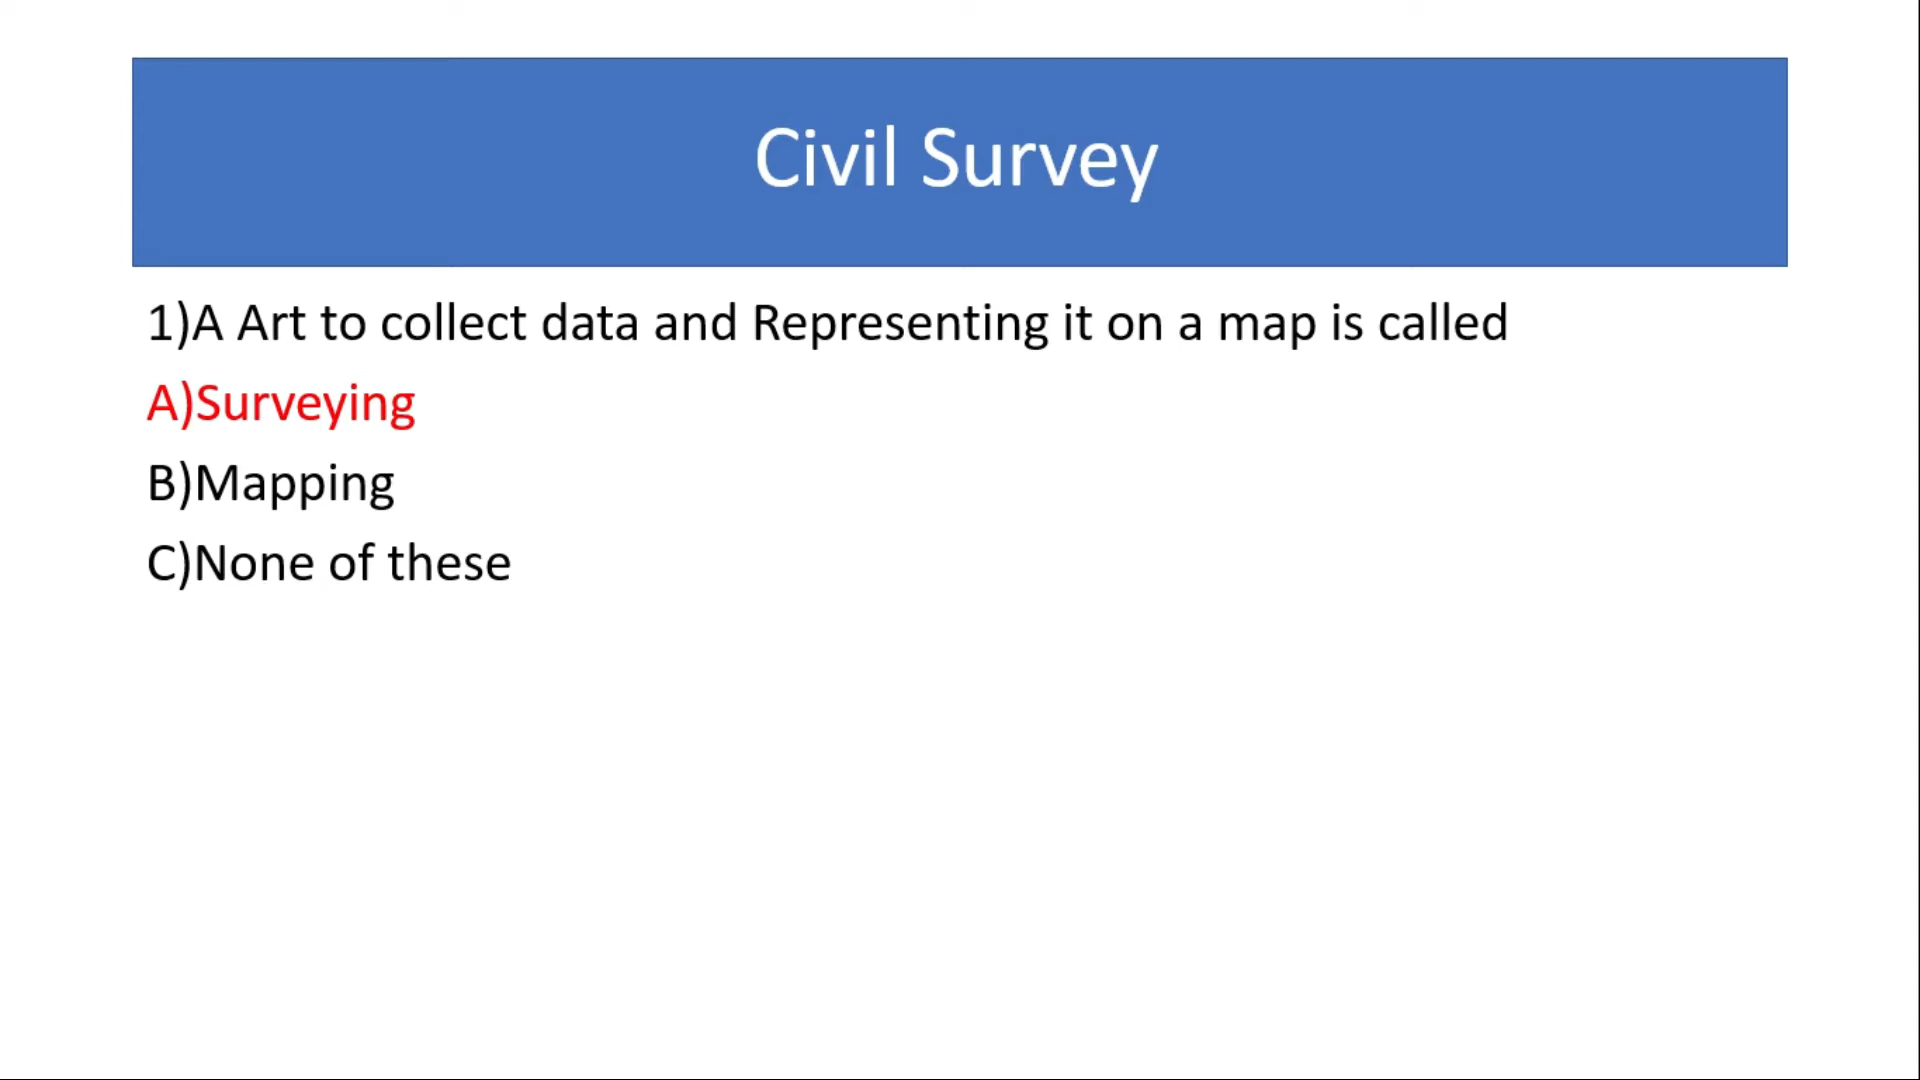 Civil Survey
1)A Art to collect data and Representing it on a map is called
A)Surveying
B)Mapping
C)None of these